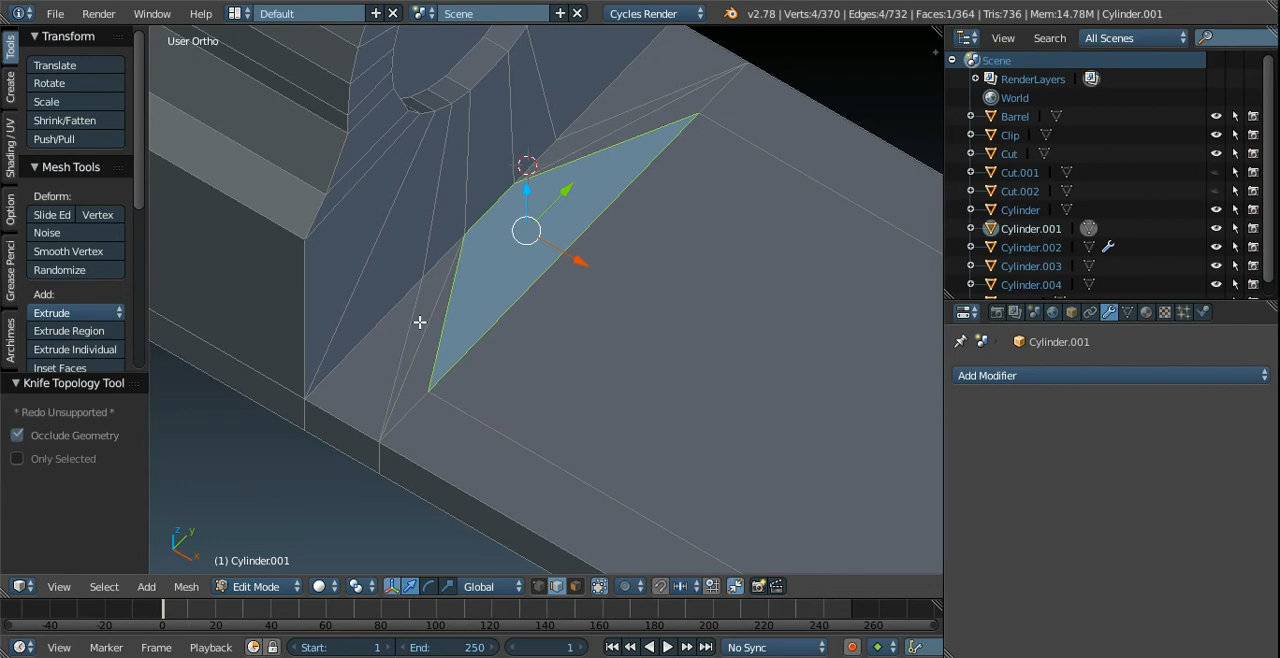 File Render Window Help Default Scene Cycles Render v2.78 | Verts:4/370 | Edges:4/732 | Faces:1/364 | Tris:736 | Mem:14.78M | Cylinder.001
Tools
Create
Shading / UV
Option
Grease Penci
Archimes
Transform
Translate
Rotate
Scale
Shrink/Fatten
Push/Pull
Mesh Tools
Deform:
Slide Ed Vertex
Noise
Smooth Vertex
Randomize
Add:
Extrude
Extrude Region
Extrude Individual
Inset Faces
Knife Topology Tool
* Redo Unsupported *
Occlude Geometry
Only Selected
User Ortho
z
y
x
(1) Cylinder.001
View Select Add Mesh Edit Mode Global
-40 -20 0 20 40 60 80 100 120 140 160 180 200 220 240 260
View Marker Frame Playback Start: 1 End: 250 1 No Sync
View Search All Scenes
Scene
RenderLayers
World
Barrel
Clip
Cut
Cut.001
Cut.002
Cylinder
Cylinder.001
Cylinder.002
Cylinder.003
Cylinder.004
Cylinder.001
Add Modifier